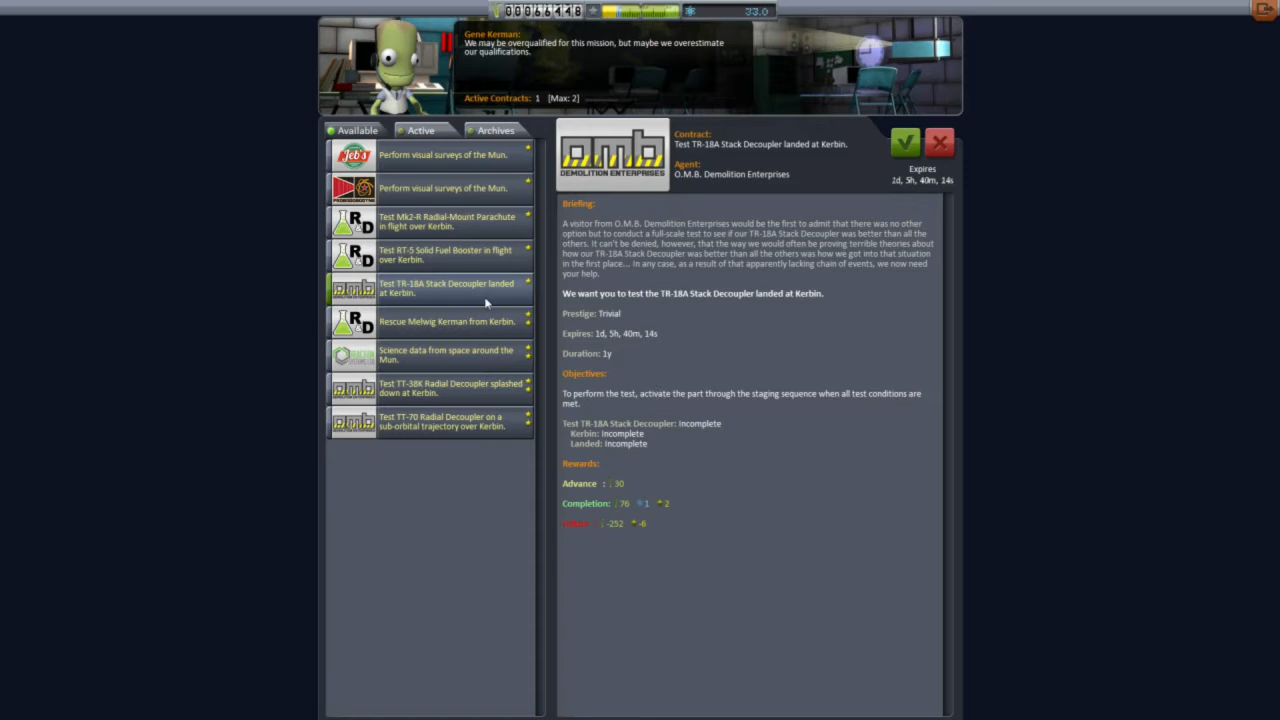 00066448
33.0
Gene Kerman:
We may be overqualified for this mission, but maybe we overestimate
our qualifications.
Active Contracts: 1 [Max: 2]
Available
Active
Archives
Jeb's
Perform visual surveys of the Mun.
Perform visual surveys of the Mun.
R&D
Test Mk2-R Radial-Mount Parachute
in flight over Kerbin.
R&D
Test RT-5 Solid Fuel Booster in flight
over Kerbin.
omb
Test TR-18A Stack Decoupler landed
at Kerbin.
R&D
Rescue Melwig Kerman from Kerbin.
Science data from space around the
Mun.
omb
Test TT-38K Radial Decoupler splashed
down at Kerbin.
omb
Test TT-70 Radial Decoupler on a
sub-orbital trajectory over Kerbin.
omb
DEMOLITION ENTERPRISES
Contract:
Test TR-18A Stack Decoupler landed at Kerbin.
Agent:
O.M.B. Demolition Enterprises
Expires
1d, 5h, 40m, 14s
Briefing:
A visitor from O.M.B. Demolition Enterprises would be the first to admit that there was no other
option but to conduct a full-scale test to see if our TR-18A Stack Decoupler was better than all the
others. It can't be denied, however, that the way we would often be proving terrible theories about
how our TR-18A Stack Decoupler was better than all the others was how we got into that situation
in the first place... In any case, as a result of that apparently lacking chain of events, we now need
your help.
We want you to test the TR-18A Stack Decoupler landed at Kerbin.
Prestige: Trivial
Expires: 1d, 5h, 40m, 14s
Duration: 1y
Objectives:
To perform the test, activate the part through the staging sequence when all test conditions are
met.
Test TR-18A Stack Decoupler: Incomplete
Kerbin: Incomplete
Landed: Incomplete
Rewards:
Advance : 30
Completion: 76 1 2
-252 -6